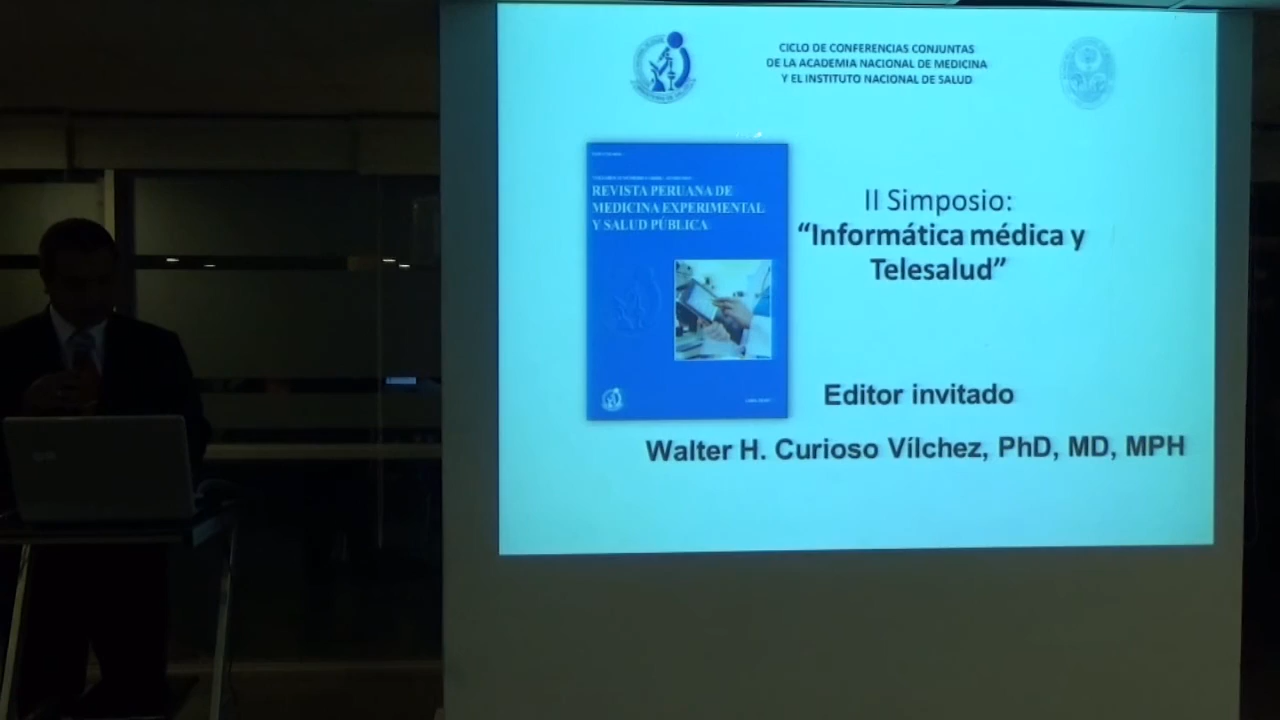 CICLO DE CONFERENCIAS CONJUNTAS
DE LA ACADEMIA NACIONAL DE MEDICINA
Y EL INSTITUTO NACIONAL DE SALUD
REVISTA PERUANA DE
MEDICINA EXPERIMENTAL
Y SALUD PÚBLICA
II Simposio:
“Informática médica y
Telesalud”
Editor invitado
Walter H. Curioso Vílchez, PhD, MD, MPH